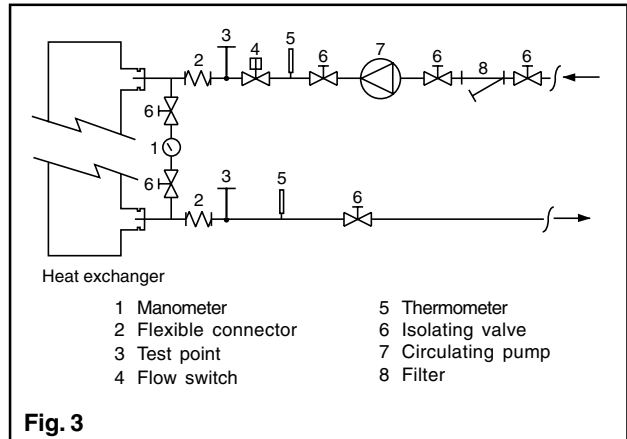 3 4 5 6 7 6 6
2 8
6
1
6 3 5
2 6
Heat exchanger
1 Manometer
2 Flexible connector
3 Test point
4 Flow switch
5 Thermometer
6 Isolating valve
7 Circulating pump
8 Filter
Fig. 3